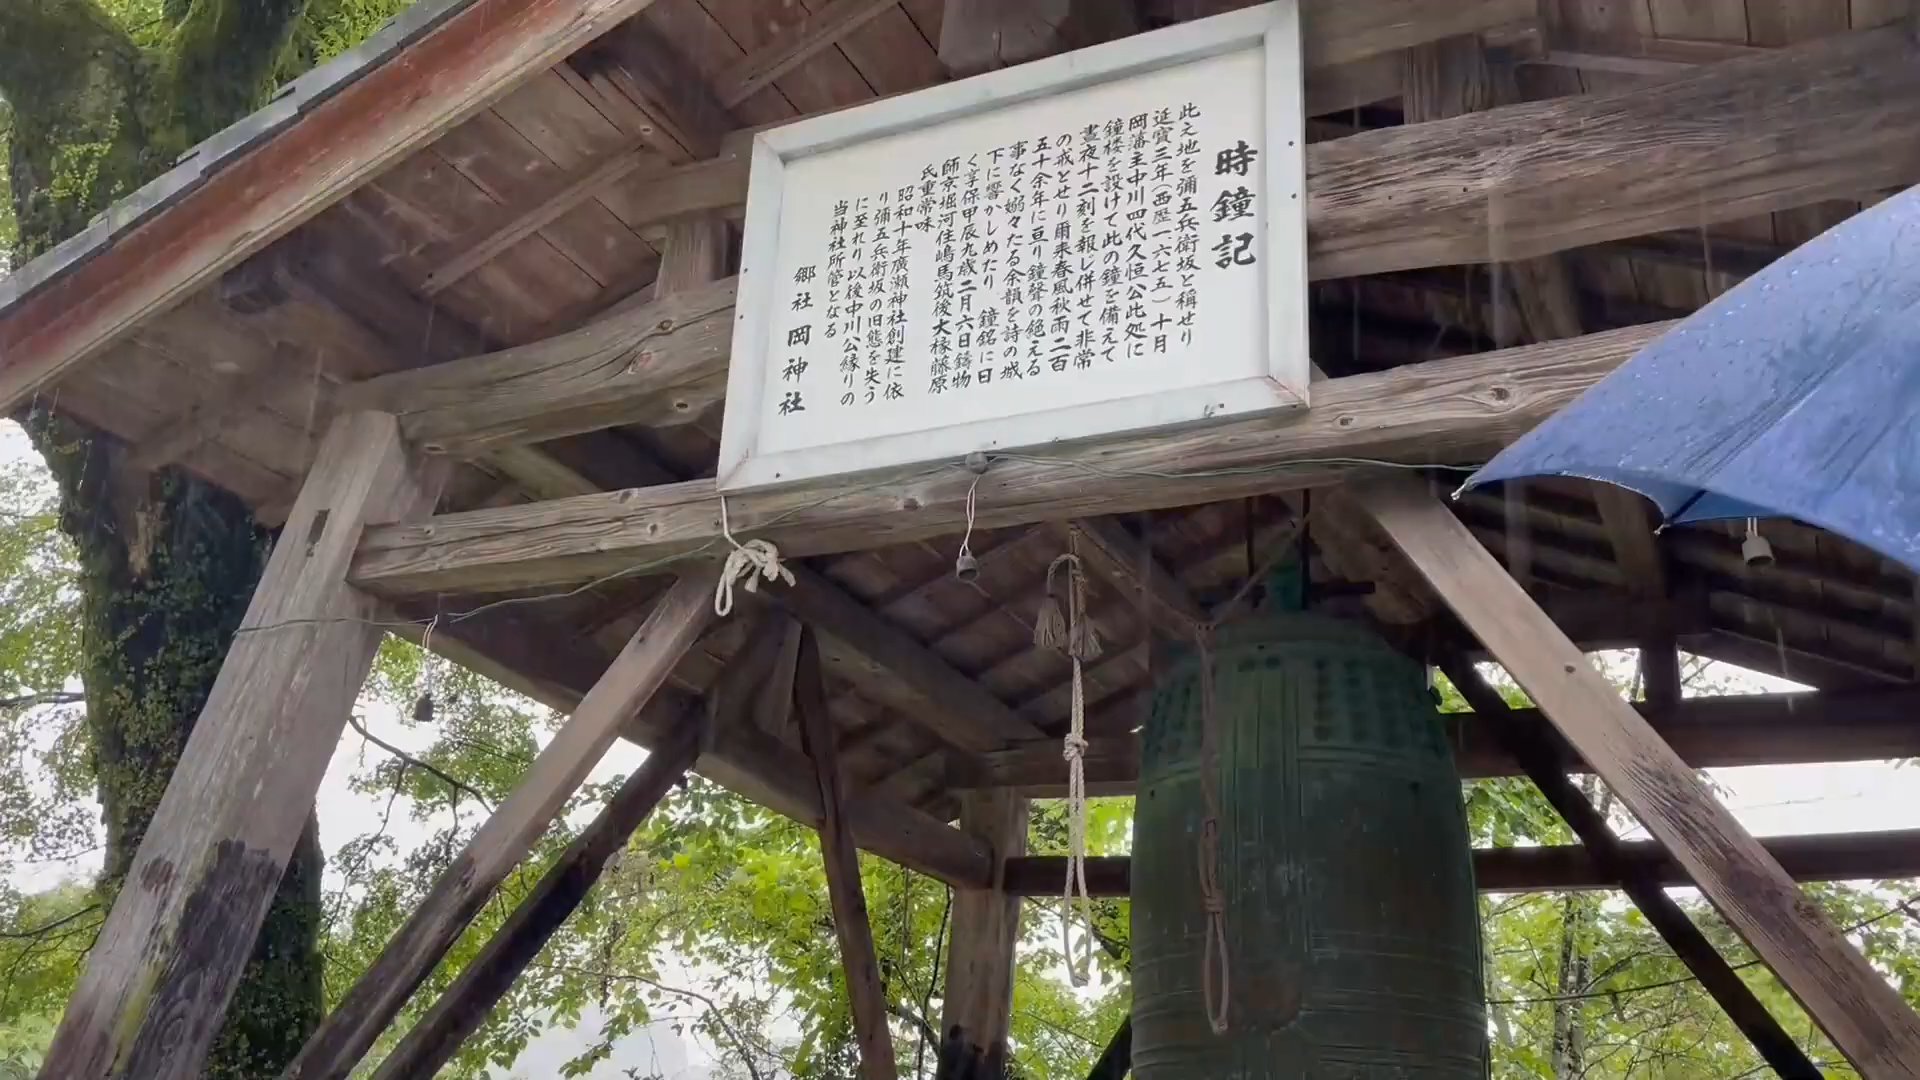 時鐘記
此之地を彌五兵衛坂と稱せり
延寳三年(西歴一六七五)十月
岡藩主中川四代久恒公此処に
鐘楼を設けて此の鐘を備えて
晝夜十二刻を報じ併せて非常
の戒とせり爾来春風秋雨二百
五十余年に亘り鐘聲の絶える
事なく嫋々たる余韻を詩の城
下に響かしめたり、鐘銘に曰
く享保甲辰九歳二月六日鋳物
師京堀河住嶋馬筑後大椽藤原
氏重常味
昭和十年廣瀬神社創建に依
り彌五兵衛坂の旧態を失う
に至れり以後中川公縁りの
当神社所管となる
郷社 岡神社